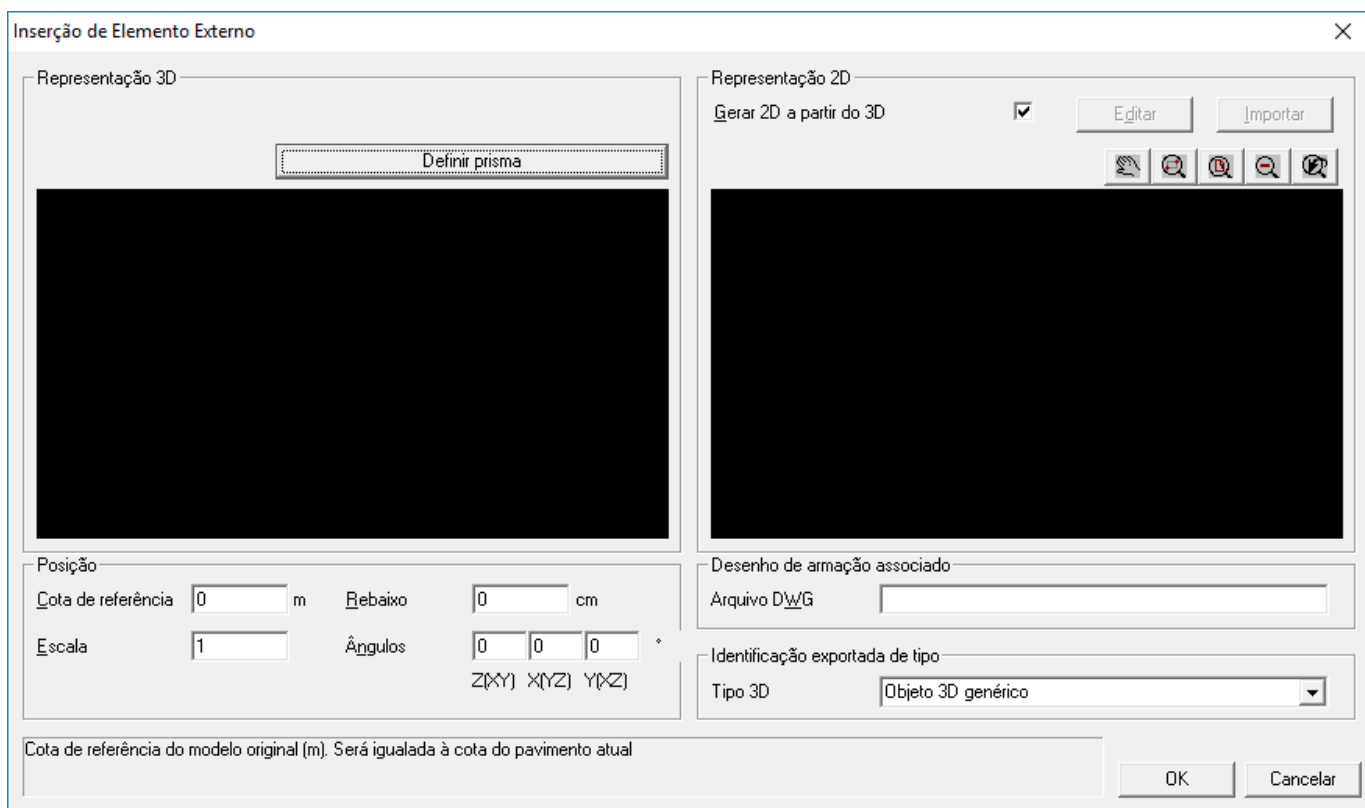 Inserção de Elemento Externo
Representação 3D
Definir prisma
Representação 2D
Gerar 2D a partir do 3D
Editar
Importar
Posição
Cota de referência 0 m Rebaixo 0 cm
Escala 1 Ângulos 0 0 0 °
Z(XY) X(YZ) Y(XZ)
Desenho de armação associado
Arquivo DWG
Identificação exportada de tipo
Tipo 3D Objeto 3D genérico
Cota de referência do modelo original (m). Será igualada à cota do pavimento atual
OK
Cancelar